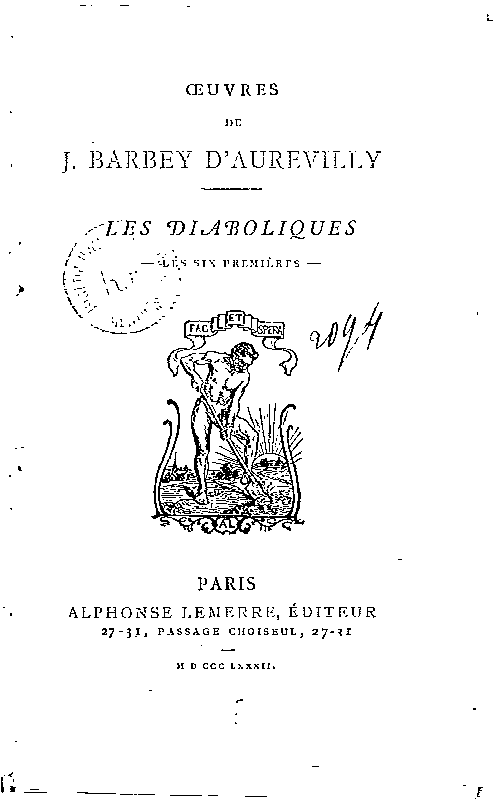 ŒUVRES
DE
J. BARBEY D'AUREVILLY
LES DIABOLIQUES
— LES SIX PREMIÈRES —
FAC ET SPERA
2094
AL
PARIS
ALPHONSE LEMERRE, ÉDITEUR
27-31, PASSAGE CHOISEUL, 27-31
M D CCC LXXXII.